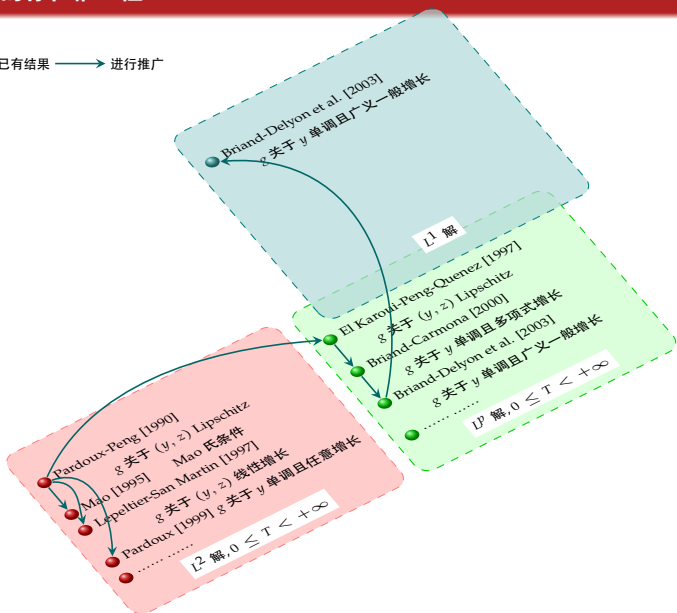 已有结果 进行推广
Briand-Delyon et al. [2003]
g 关于 y 单调且广义一般增长
L¹ 解
El Karoui-Peng-Quenez [1997]
g 关于 (y, z) Lipschitz
Briand-Carmona [2000]
g 关于 y 单调且多项式增长
Briand-Delyon et al. [2003]
g 关于 y 单调且广义一般增长
…… ……
Lᵖ 解, 0 ≤ T < +∞
Pardoux-Peng [1990]
g 关于 (y, z) Lipschitz
Mao [1995] Mao 氏条件
Lepeltier-San Martin [1997]
g 关于 (y, z) 线性增长
Pardoux [1999] g 关于 y 单调且任意增长
…… ……
L² 解, 0 ≤ T < +∞